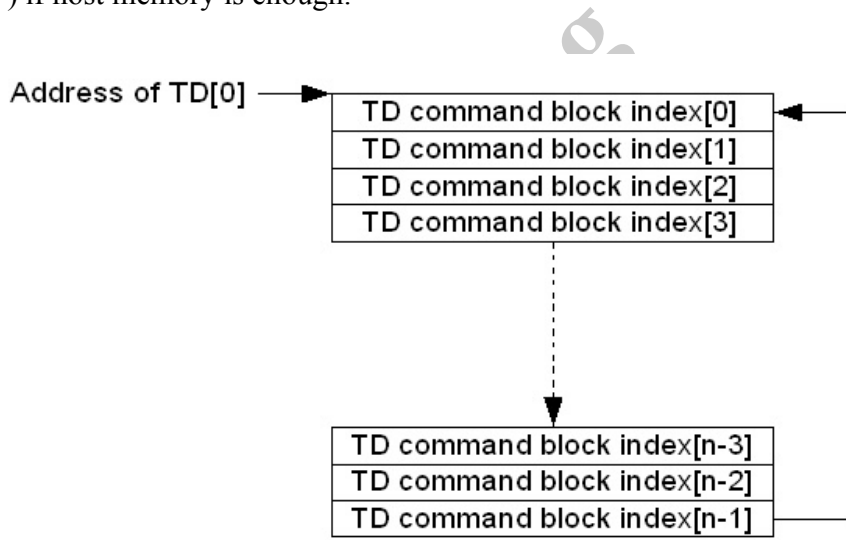 ) if host memory is enough.
Address of TD[0]
TD command block index[0]
TD command block index[1]
TD command block index[2]
TD command block index[3]
TD command block index[n-3]
TD command block index[n-2]
TD command block index[n-1]